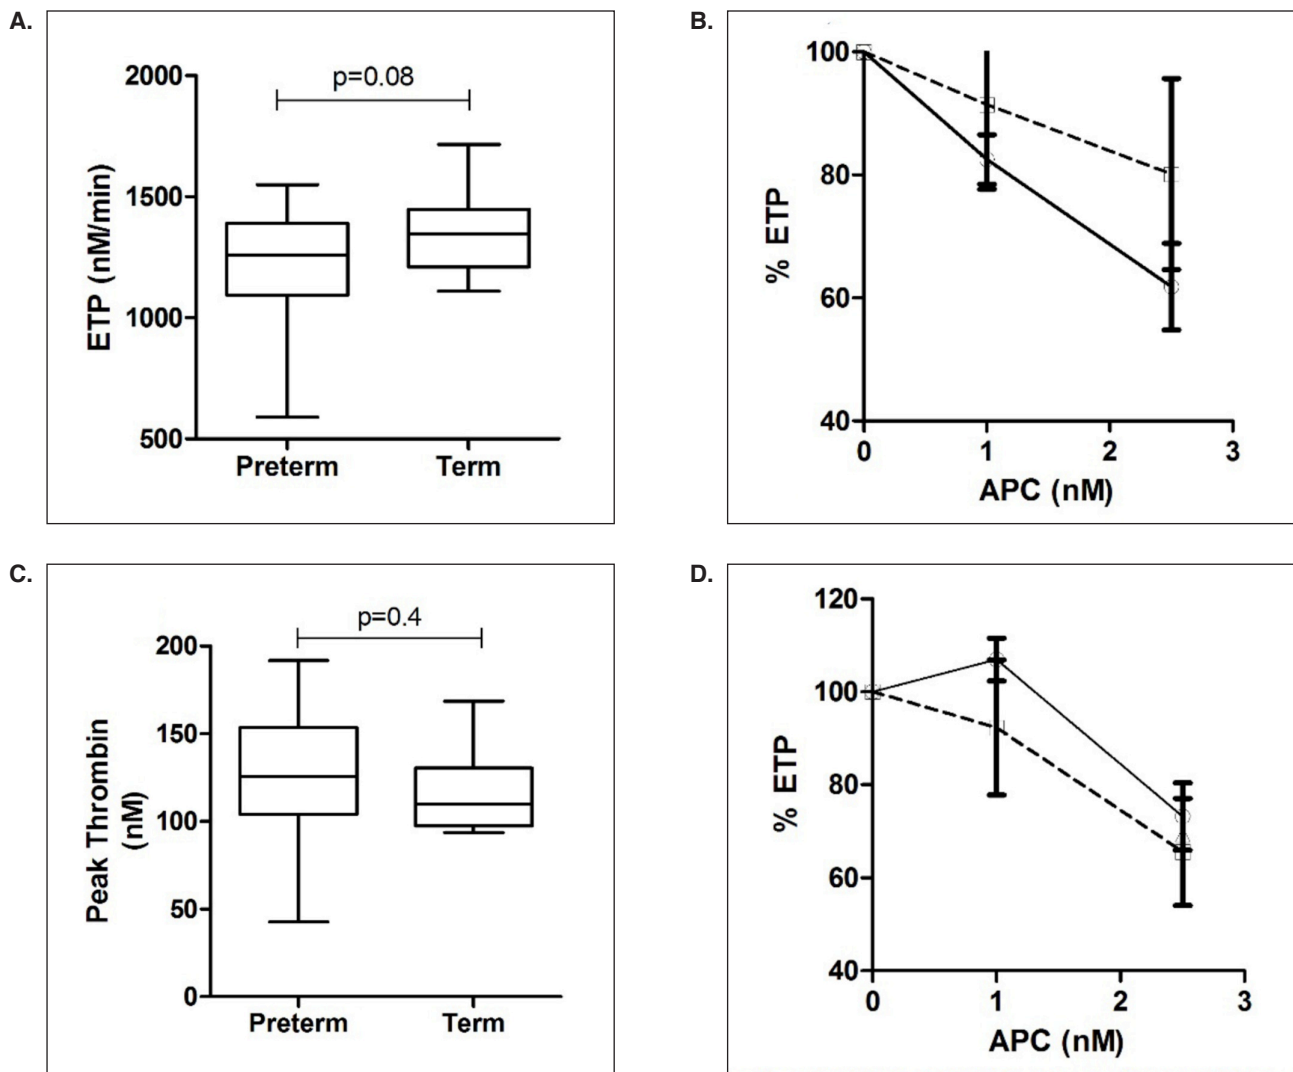 A.
p=0.08
2000
1500
1000
500
ETP (nM/min)
Preterm Term
B.
100
80
60
40
% ETP
0 1 2 3
APC (nM)
C.
p=0.4
200
150
100
50
0
Peak Thrombin
(nM)
Preterm Term
D.
120
100
80
60
40
% ETP
0 1 2 3
APC (nM)